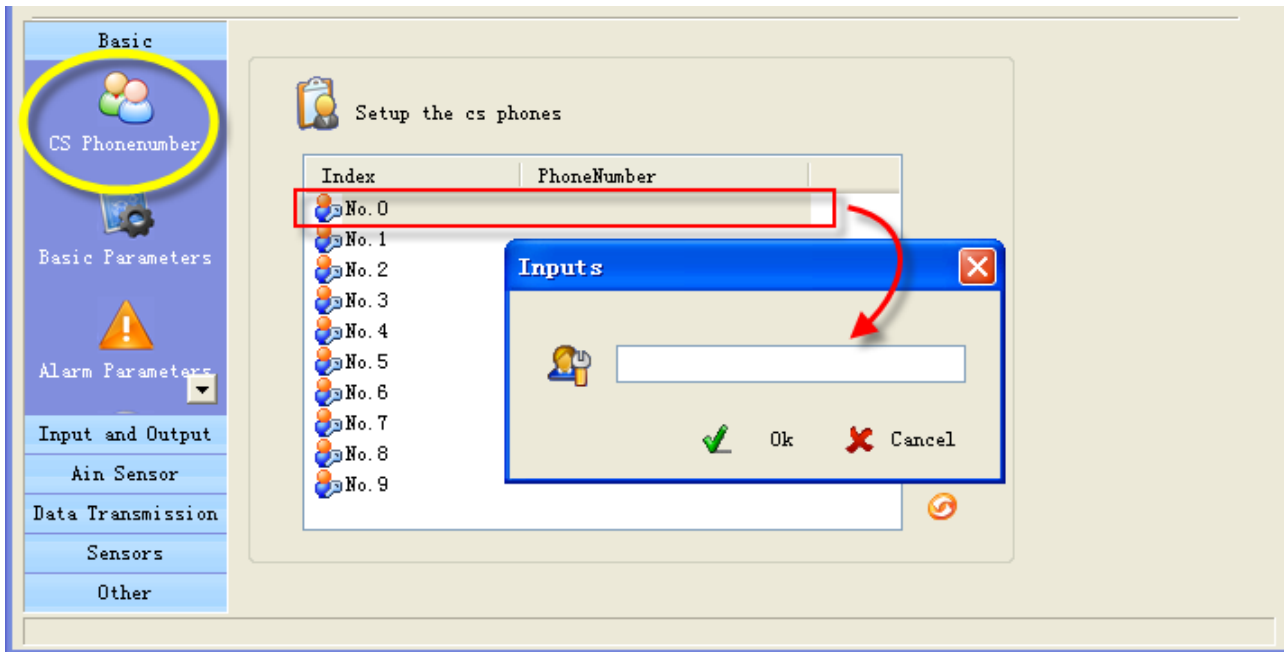 Basic
CS Phonenumber
Basic Parameters
Alarm Parameters
Input and Output
Ain Sensor
Data Transmission
Sensors
Other
Setup the cs phones
Index PhoneNumber
No.0
No.1
No.2
No.3
No.4
No.5
No.6
No.7
No.8
No.9
Inputs
Ok Cancel